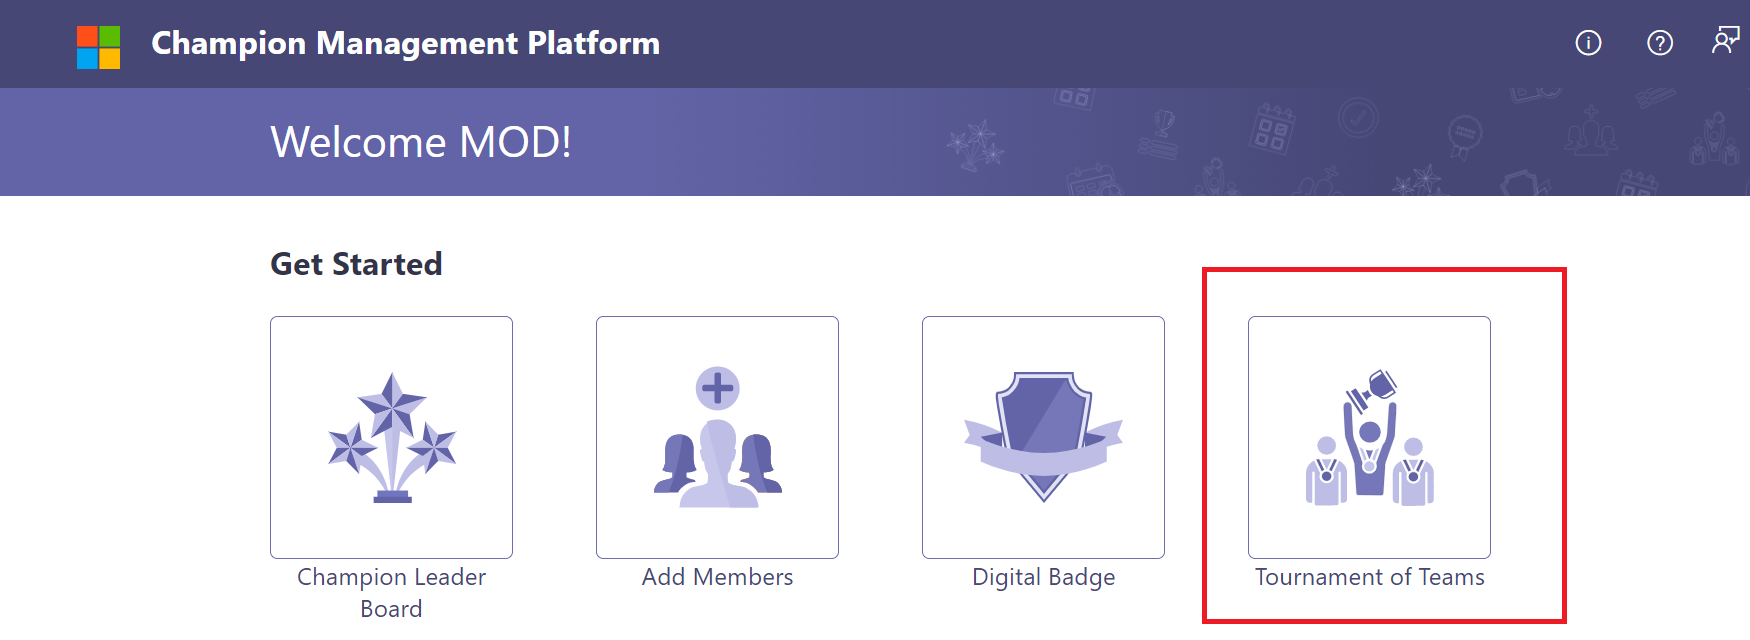 Champion Management Platform
Welcome MOD!
Get Started
Champion Leader
Board
Add Members
Digital Badge
Tournament of Teams